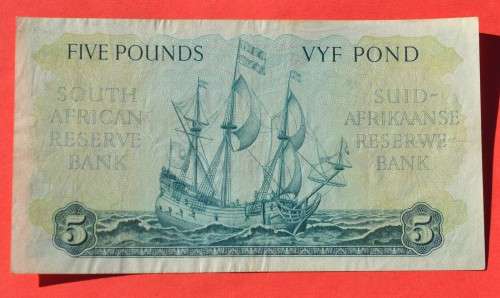 FIVE POUNDS VYF POND
SOUTH
AFRICAN
RESERVE
BANK
SUID-
AFRIKAANSE
RESERWE-
BANK
5 5